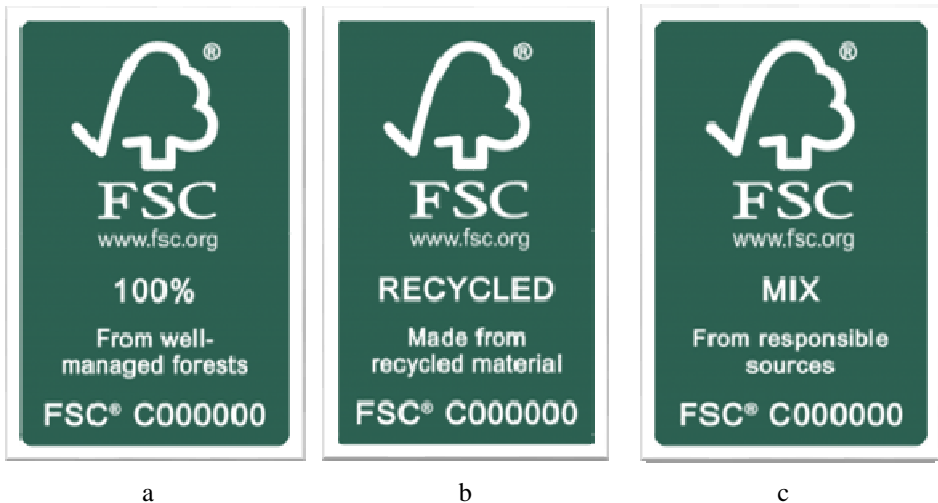 ®
FSC
www.fsc.org
100%
From well-
managed forests
FSC® C000000
®
FSC
www.fsc.org
RECYCLED
Made from
recycled material
FSC® C000000
®
FSC
www.fsc.org
MIX
From responsible
sources
FSC® C000000
a
b
c